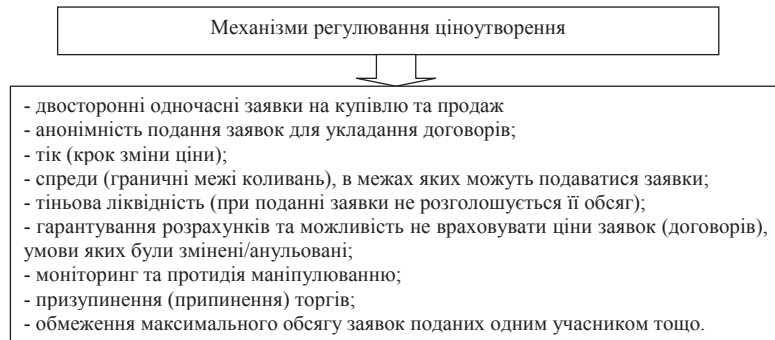 Механізми регулювання ціноутворення
- двосторонні одночасні заявки на купівлю та продаж
- анонімність подання заявок для укладання договорів;
- тік (крок зміни ціни);
- спреди (граничні межі коливань), в межах яких можуть подаватися заявки;
- тіньова ліквідність (при поданні заявки не розголошується її обсяг);
- гарантування розрахунків та можливість не враховувати ціни заявок (договорів),
умови яких були змінені/анульовані;
- моніторинг та протидія маніпулюванню;
- призупинення (припинення) торгів;
- обмеження максимального обсягу заявок поданих одним учасником тощо.